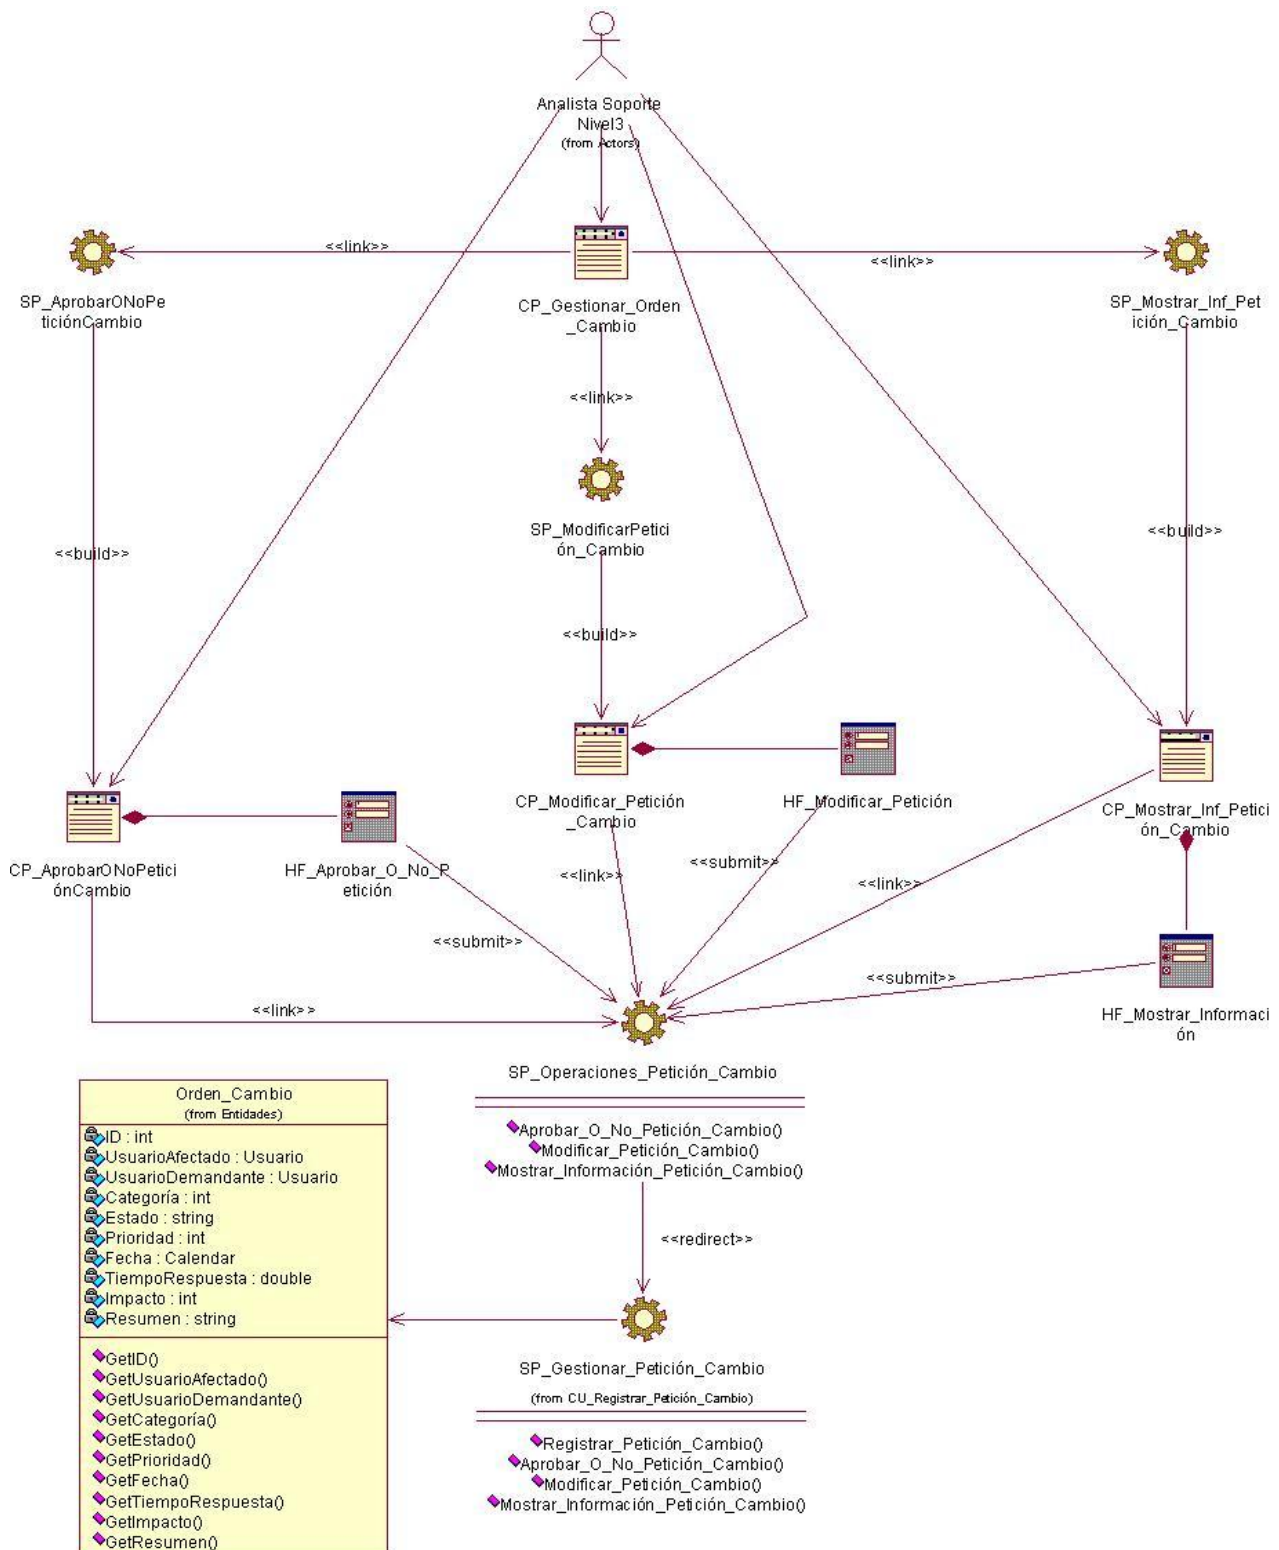 Analista Soporte
Nivel3
(from Actors)
<<link>>
<<link>>
SP_AprobarONoPe
ticiónCambio
CP_Gestionar_Orden
_Cambio
SP_Mostrar_Inf_Pet
ición_Cambio
<<link>>
SP_ModificarPetici
ón_Cambio
<<build>>
<<build>>
<<build>>
CP_Modificar_Petición
_Cambio
HF_Modificar_Petición
CP_Mostrar_Inf_Petici
ón_Cambio
CP_AprobarONoPetici
ónCambio
HF_Aprobar_O_No_P
etición
<<link>>
<<submit>>
<<link>>
<<submit>>
<<submit>>
<<link>>
HF_Mostrar_Informaci
ón
SP_Operaciones_Petición_Cambio
Aprobar_O_No_Petición_Cambio()
Modificar_Petición_Cambio()
Mostrar_Información_Petición_Cambio()
<<redirect>>
Orden_Cambio
(from Entidades)
ID : int
UsuarioAfectado : Usuario
UsuarioDemandante : Usuario
Categoría : int
Estado : string
Prioridad : int
Fecha : Calendar
TiempoRespuesta : double
Impacto : int
Resumen : string
GetID()
GetUsuarioAfectado()
GetUsuarioDemandante()
GetCategoría()
GetEstado()
GetPrioridad()
GetFecha()
GetTiempoRespuesta()
GetImpacto()
GetResumen()
SP_Gestionar_Petición_Cambio
(from CU_Registrar_Petición_Cambio)
Registrar_Petición_Cambio()
Aprobar_O_No_Petición_Cambio()
Modificar_Petición_Cambio()
Mostrar_Información_Petición_Cambio()